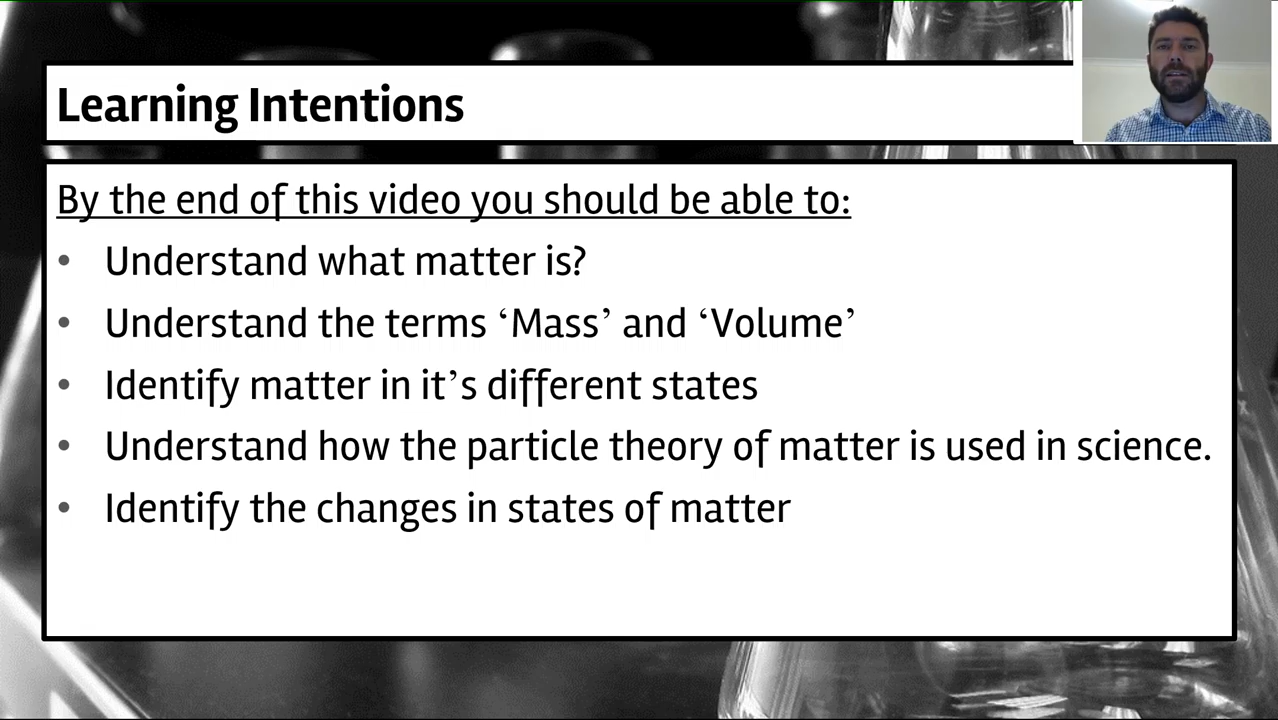 Learning Intentions
By the end of this video you should be able to:
• Understand what matter is?
• Understand the terms ‘Mass’ and ‘Volume’
• Identify matter in it’s different states
• Understand how the particle theory of matter is used in science.
• Identify the changes in states of matter